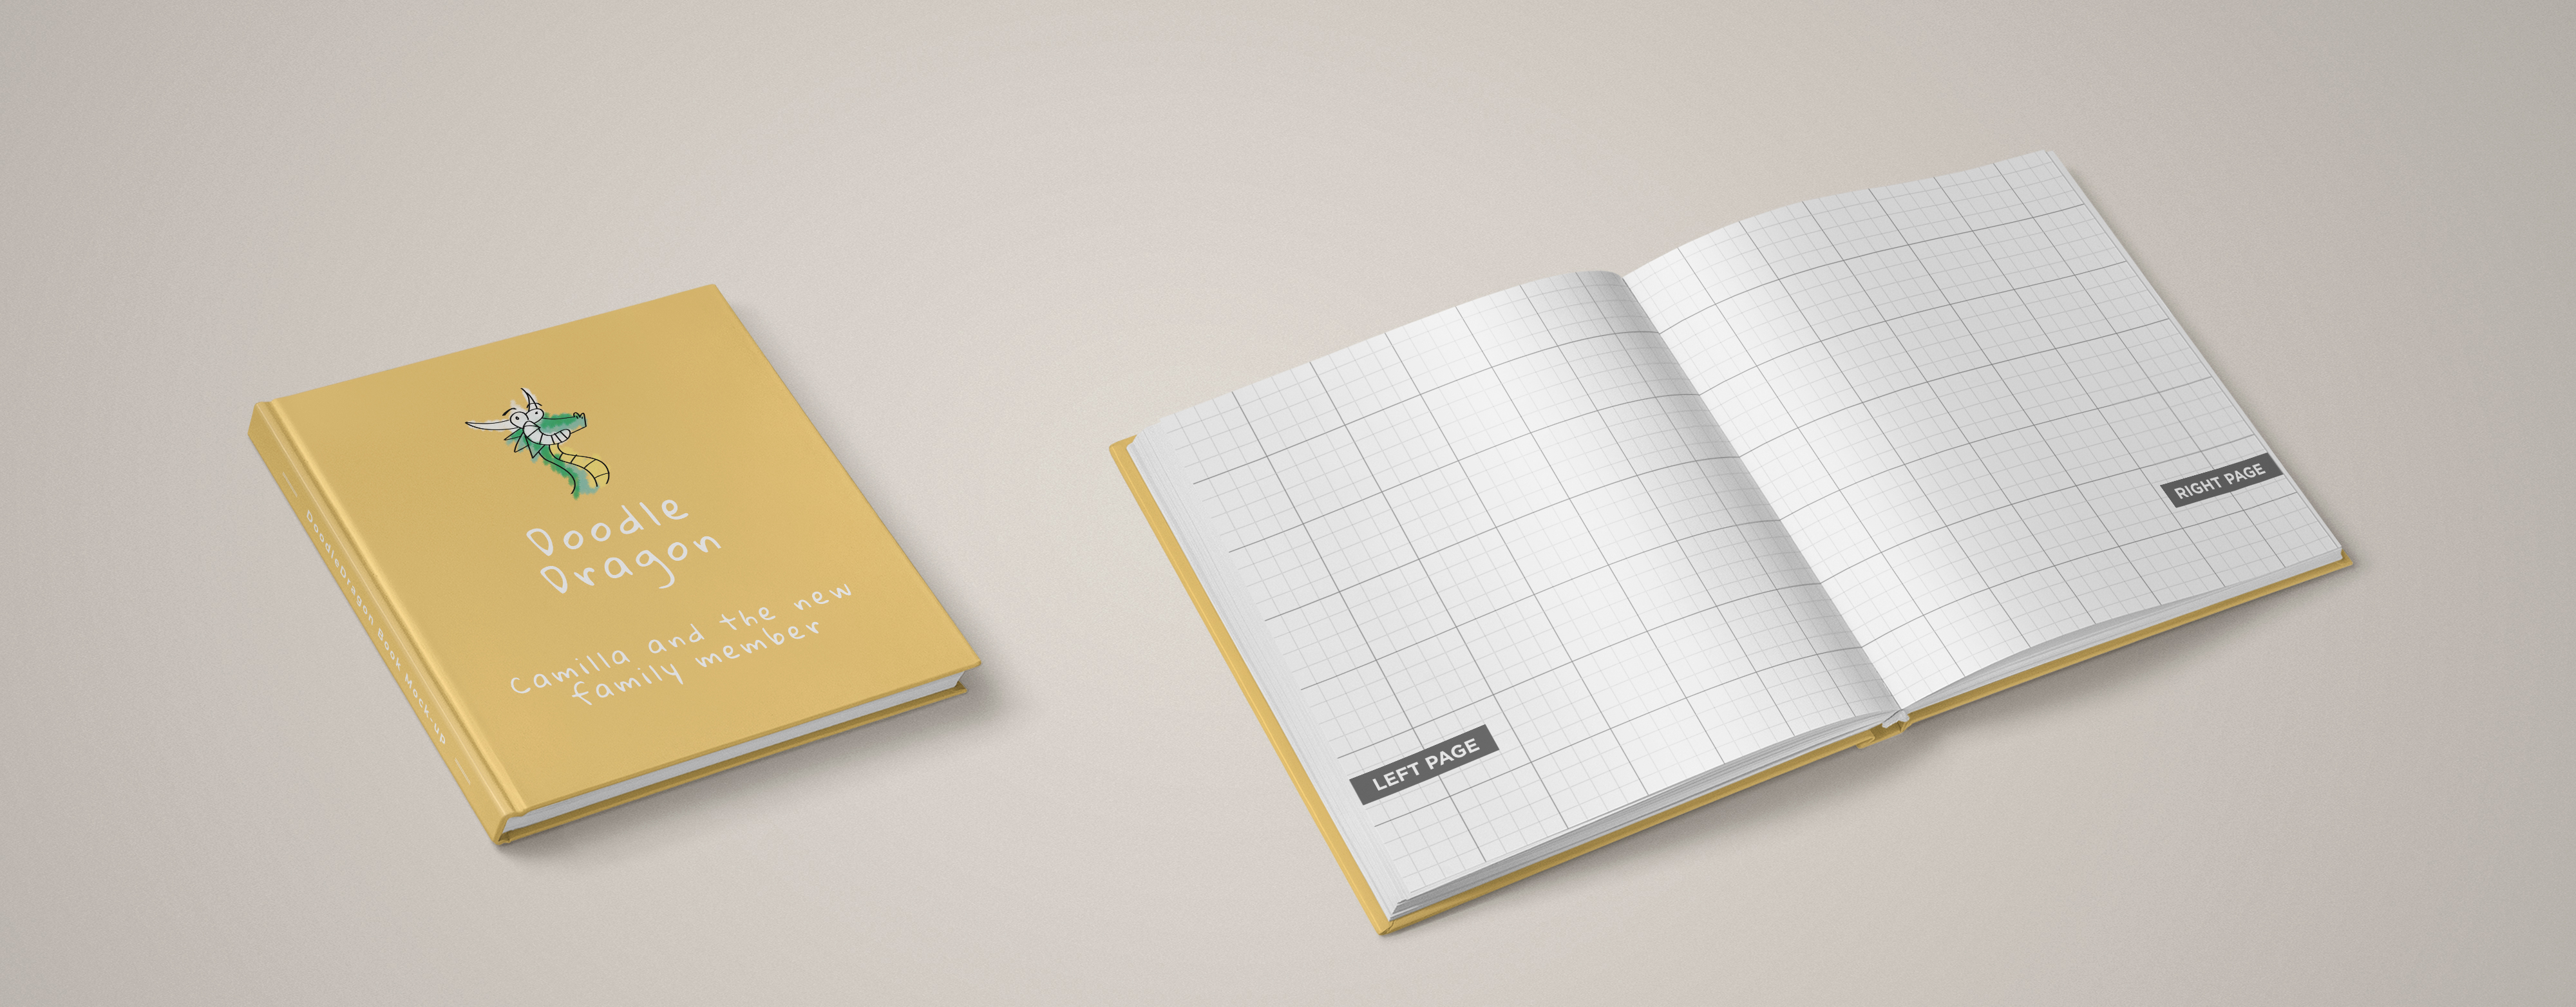 Doodle
Dragon
Camilla and the new
family member
DoodleDragon Book Mock-up
LEFT PAGE
RIGHT PAGE